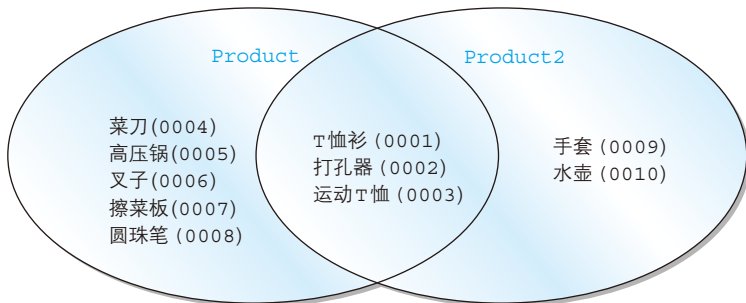 Product
Product2
菜刀(0004)
高压锅(0005)
叉子(0006)
擦菜板(0007)
圆珠笔(0008)
T恤衫(0001)
打孔器(0002)
运动T恤(0003)
手套(0009)
水壶(0010)